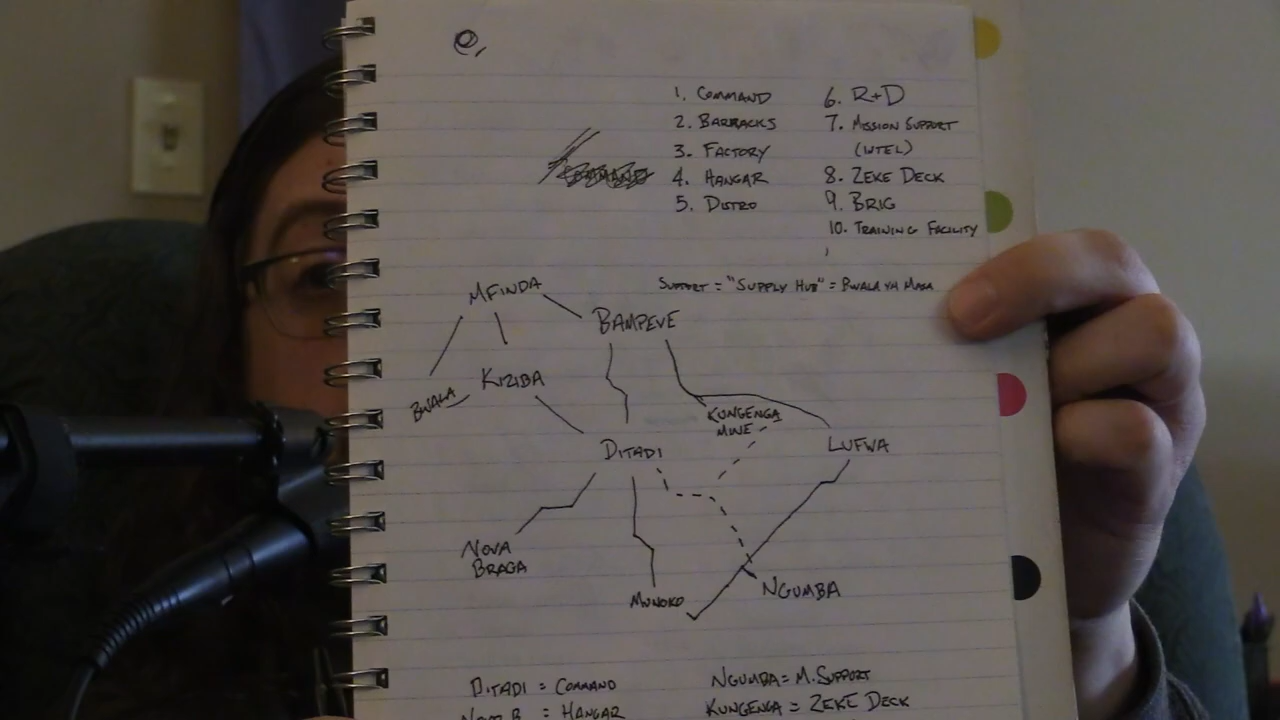 1. COMMAND
2. BARRACKS
3. FACTORY
4. HANGAR
5. DISTRO
6. R+D
7. MISSION SUPPORT
(INTEL)
8. ZEKE DECK
9. BRIG
10. TRAINING FACILITY
SUPPORT = "SUPPLY HUB" = BWALA YA MASA
MFINDA
BAMPEVE
BWALA
KIZIBA
KUNGENGA
MINE
DITADI
LUFWA
NOVA
BRAGA
MUNOKO
NGUMBA
DITADI = COMMAND
NGUMBA = M. SUPPORT
NOVA B. = HANGAR
KUNGENGA = ZEKE DECK